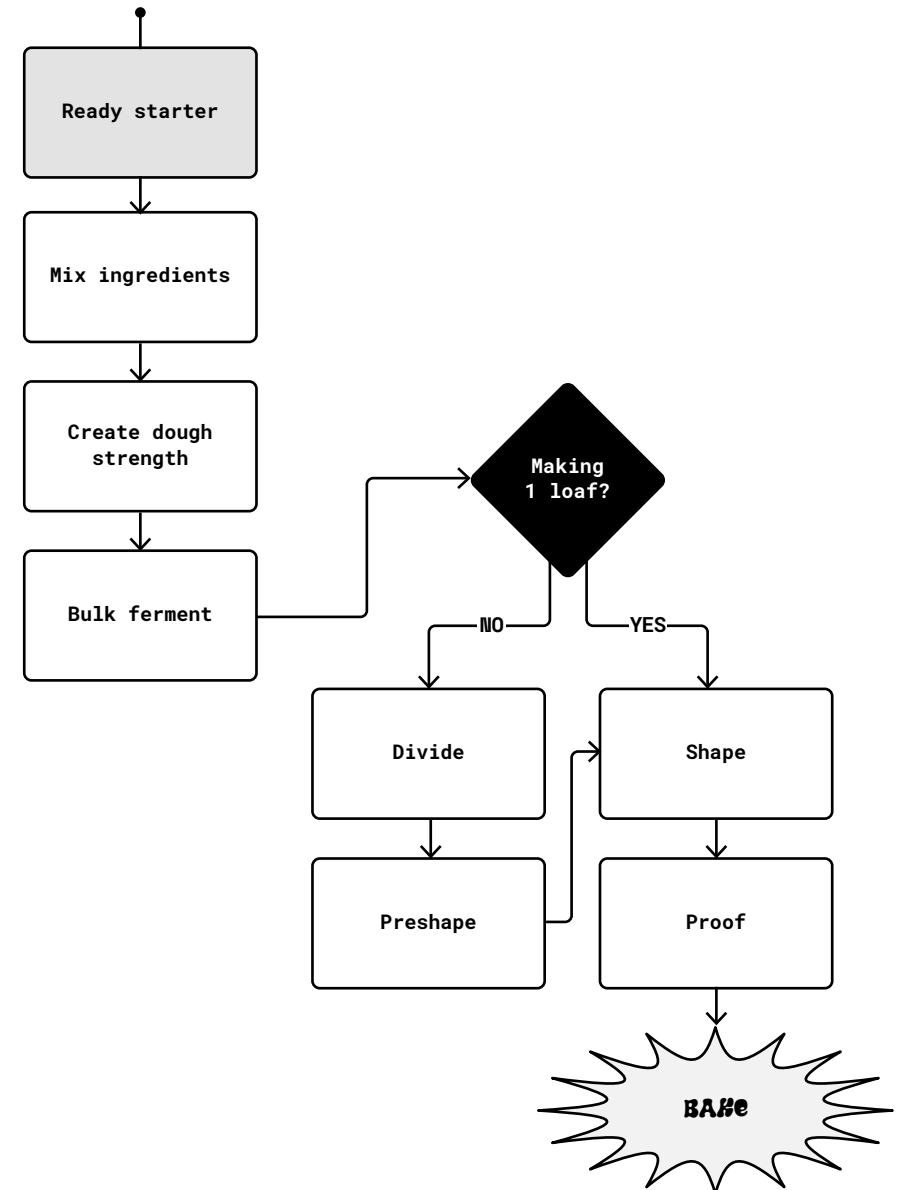 Ready starter
Mix ingredients
Create dough
strength
Bulk ferment
Making
1 loaf?
NO
YES
Divide
Shape
Preshape
Proof
BAKE